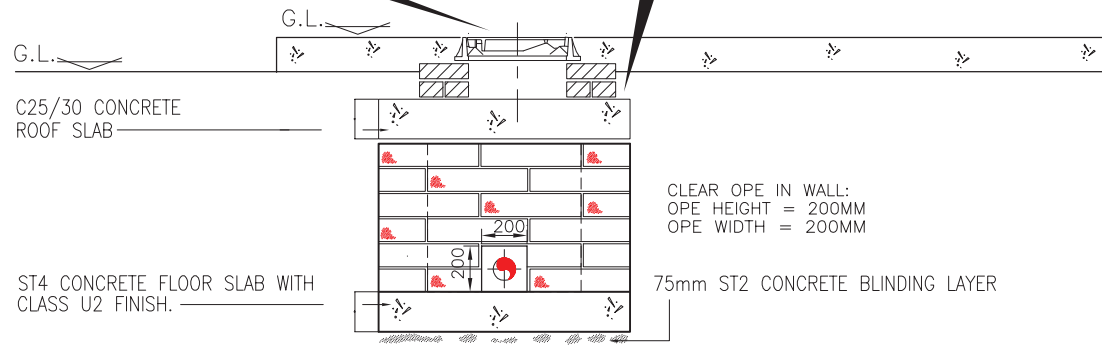 G.L.
G.L.
C25/30 CONCRETE
ROOF SLAB
CLEAR OPE IN WALL:
OPE HEIGHT = 200MM
OPE WIDTH = 200MM
200
200
ST4 CONCRETE FLOOR SLAB WITH
CLASS U2 FINISH.
75mm ST2 CONCRETE BLINDING LAYER